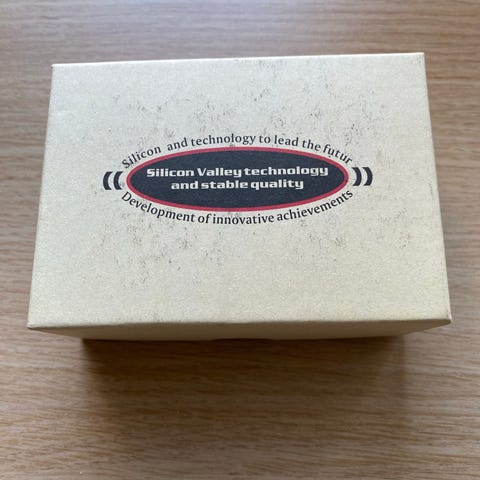 Silicon and technology to lead the futur
Silicon Valley technology
and stable quality
Development of innovative achievements